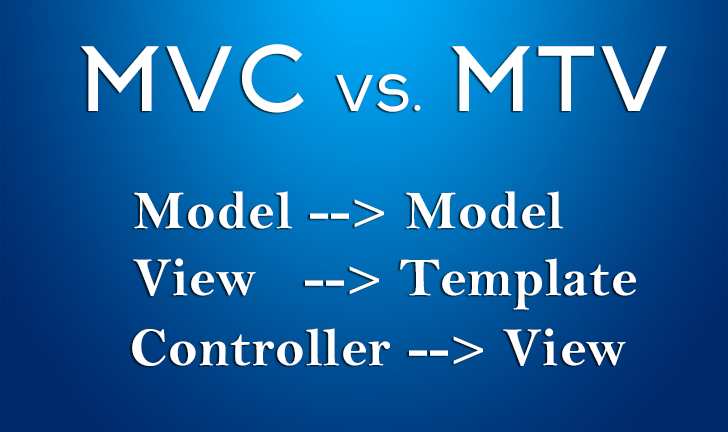 MVC vs. MTV
Model --> Model
View --> Template
Controller --> View